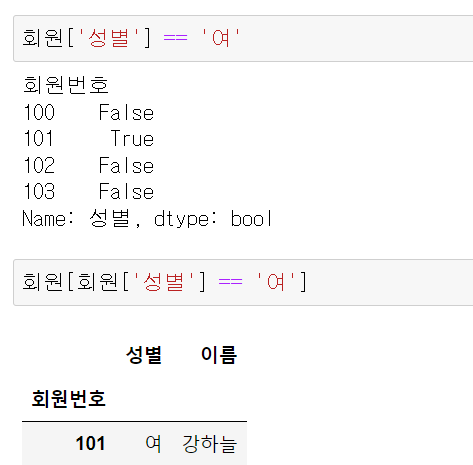 회원['성별'] == '여'
회원번호
100    False
101     True
102    False
103    False
Name: 성별, dtype: bool
회원[회원['성별'] == '여']
성별 이름
회원번호
101 여 강하늘